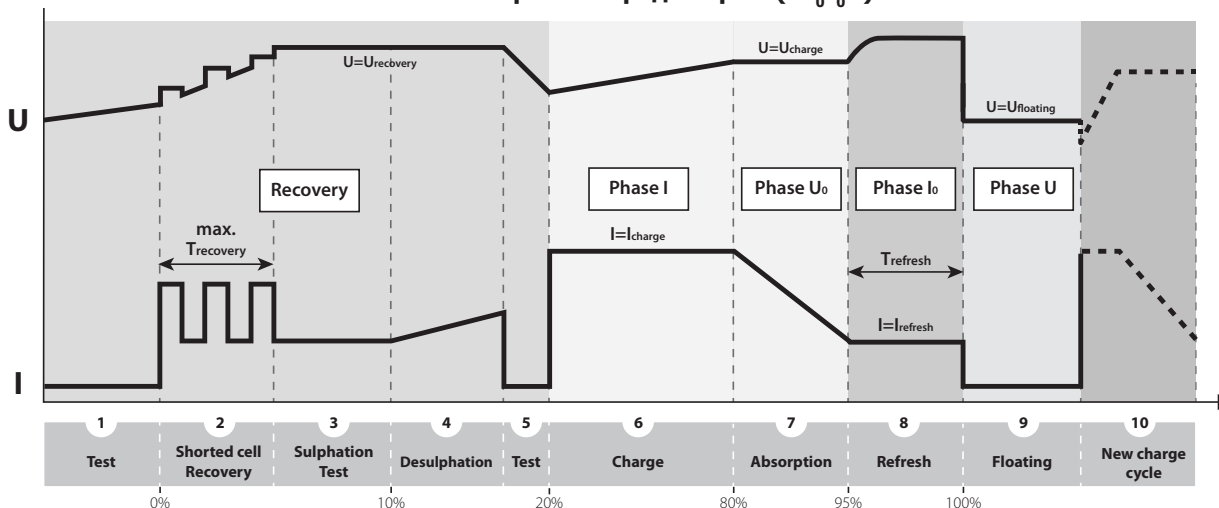 U
U=Urecovery
U=Ucharge
U=Ufloating
Recovery
Phase I
Phase U0
Phase I0
Phase U
max.
Trecovery
I=Icharge
Trefresh
I=Irefresh
I
1
2
3
4
5
6
7
8
9
10
Test
Shorted cell
Recovery
Sulphation
Test
Desulphation
Test
Charge
Absorption
Refresh
Floating
New charge
cycle
0%
10%
20%
80%
95%
100%